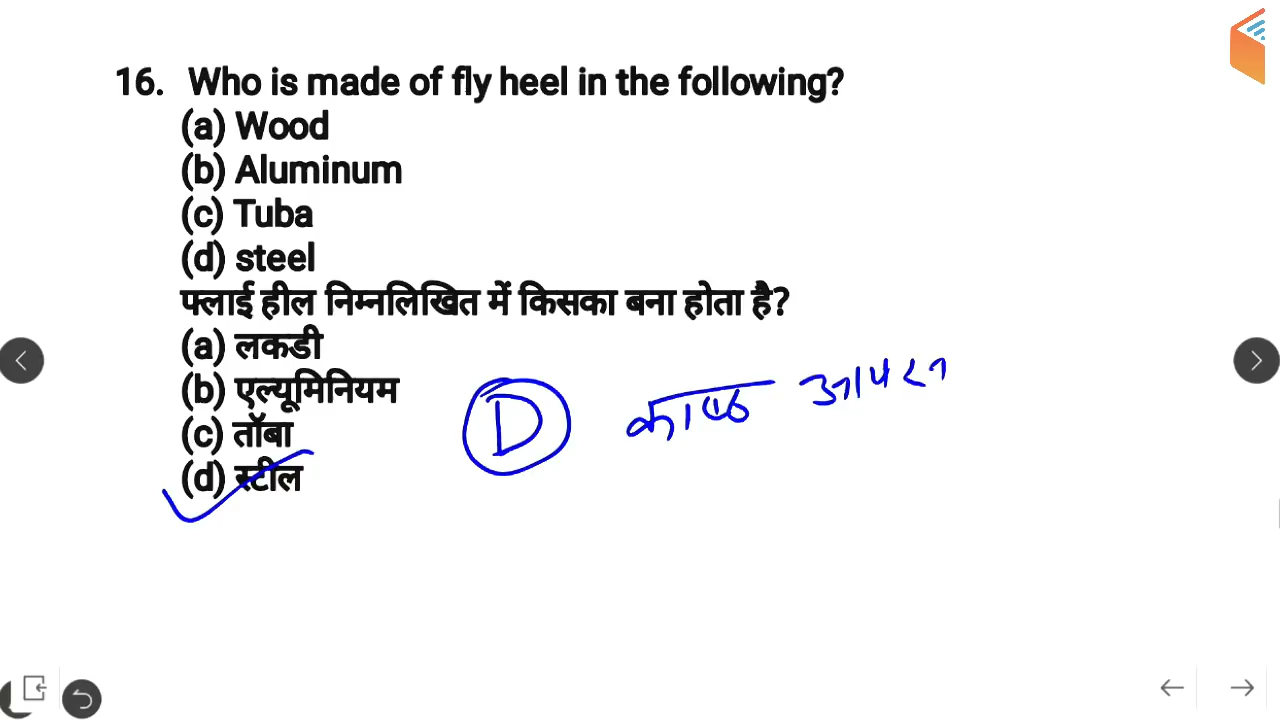 16. Who is made of fly heel in the following?
(a) Wood
(b) Aluminum
(c) Tuba
(d) steel
फ्लाई हील निम्नलिखित में किसका बना होता है?
(a) लकडी
(b) एल्यूमिनियम
(c) तॉबा
(d) स्टील
D